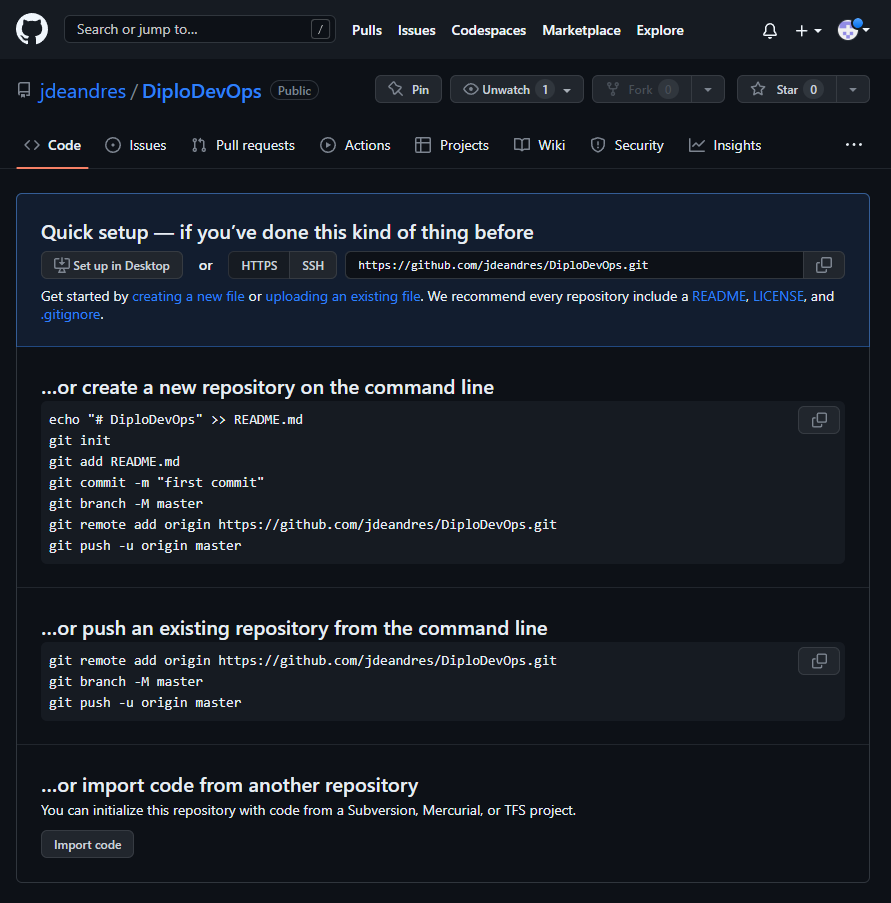 Search or jump to... / Pulls Issues Codespaces Marketplace Explore
jdeandres / DiploDevOps Public Pin Unwatch 1 Fork 0 Star 0
Code Issues Pull requests Actions Projects Wiki Security Insights ...
Quick setup — if you’ve done this kind of thing before
Set up in Desktop or HTTPS SSH https://github.com/jdeandres/DiploDevOps.git
Get started by creating a new file or uploading an existing file. We recommend every repository include a README, LICENSE, and
.gitignore.
…or create a new repository on the command line
echo "# DiploDevOps" >> README.md
git init
git add README.md
git commit -m "first commit"
git branch -M master
git remote add origin https://github.com/jdeandres/DiploDevOps.git
git push -u origin master
…or push an existing repository from the command line
git remote add origin https://github.com/jdeandres/DiploDevOps.git
git branch -M master
git push -u origin master
…or import code from another repository
You can initialize this repository with code from a Subversion, Mercurial, or TFS project.
Import code